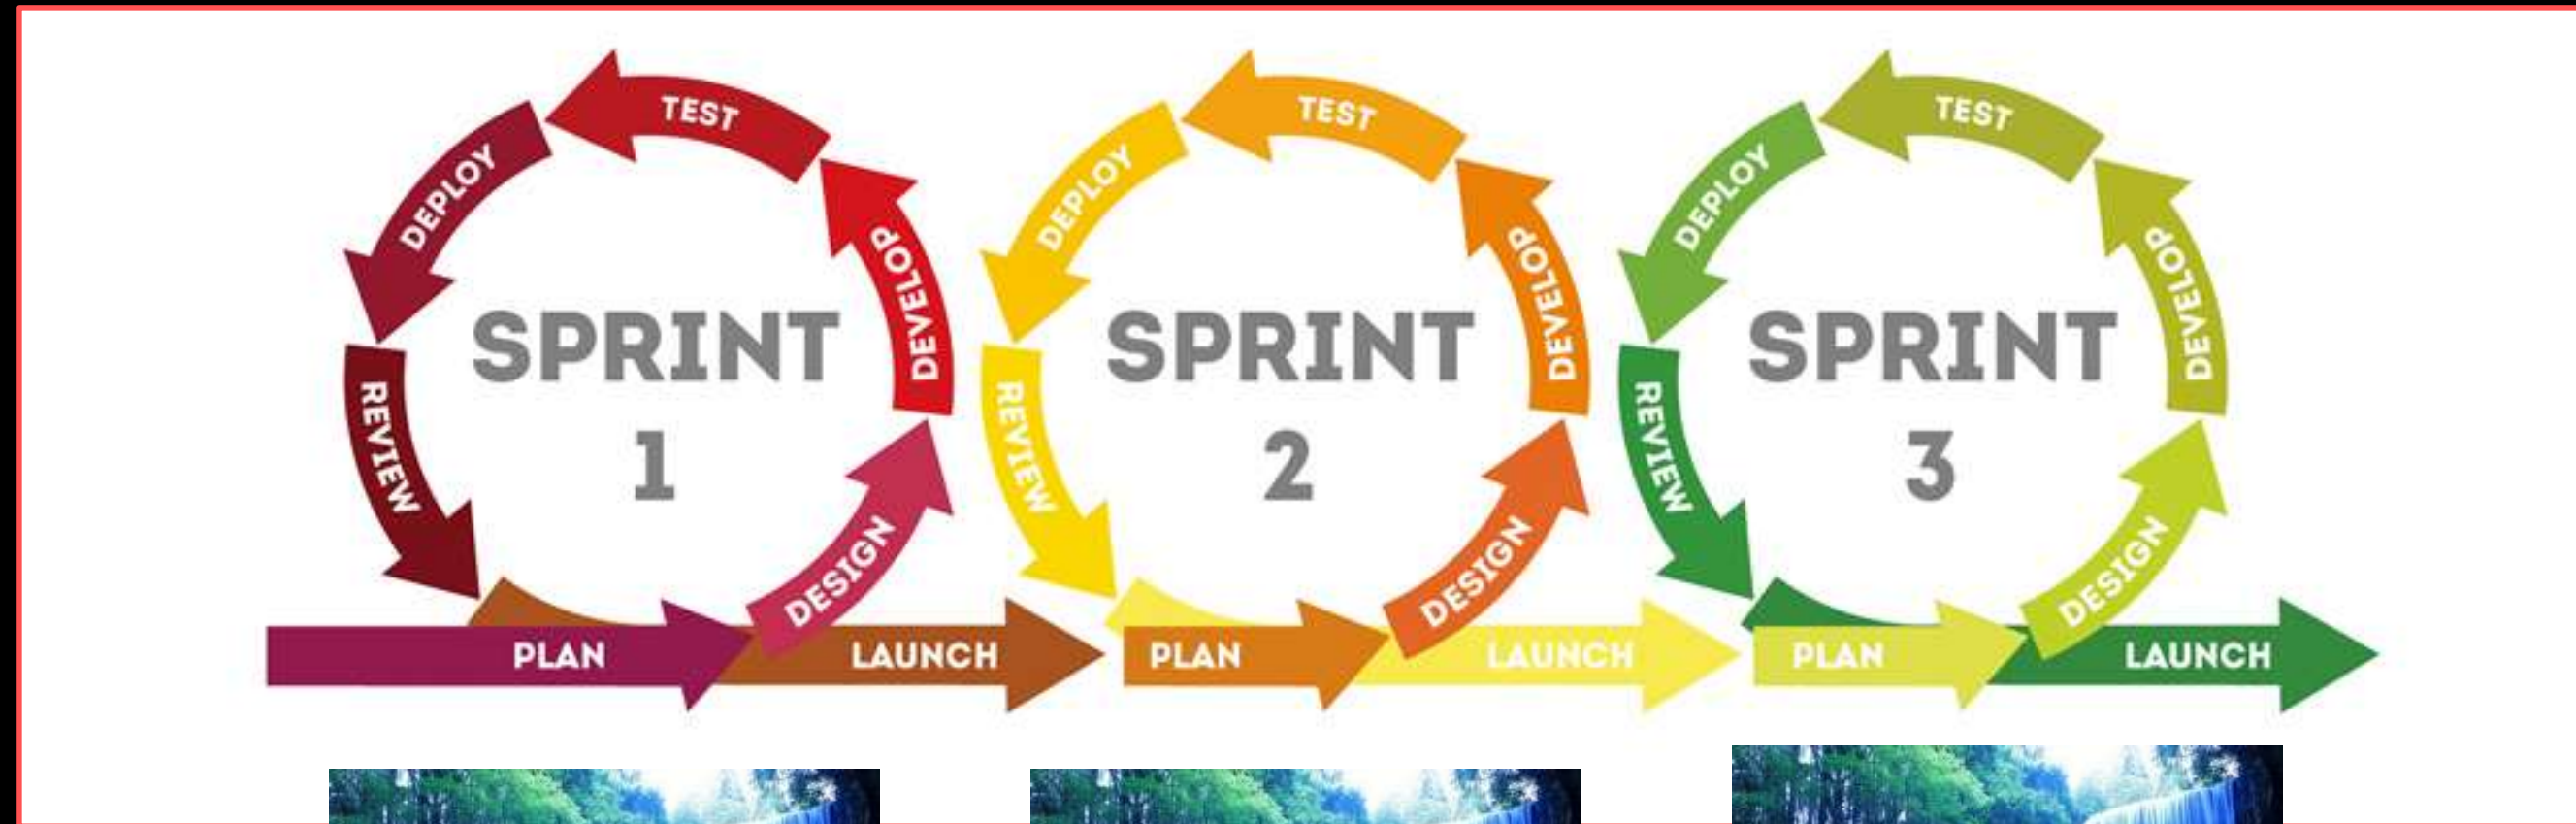 TEST
DEPLOY
DEVELOP
SPRINT
1
REVIEW
DESIGN
PLAN
LAUNCH
TEST
DEPLOY
DEVELOP
SPRINT
2
REVIEW
DESIGN
PLAN
LAUNCH
TEST
DEPLOY
DEVELOP
SPRINT
3
REVIEW
DESIGN
PLAN
LAUNCH